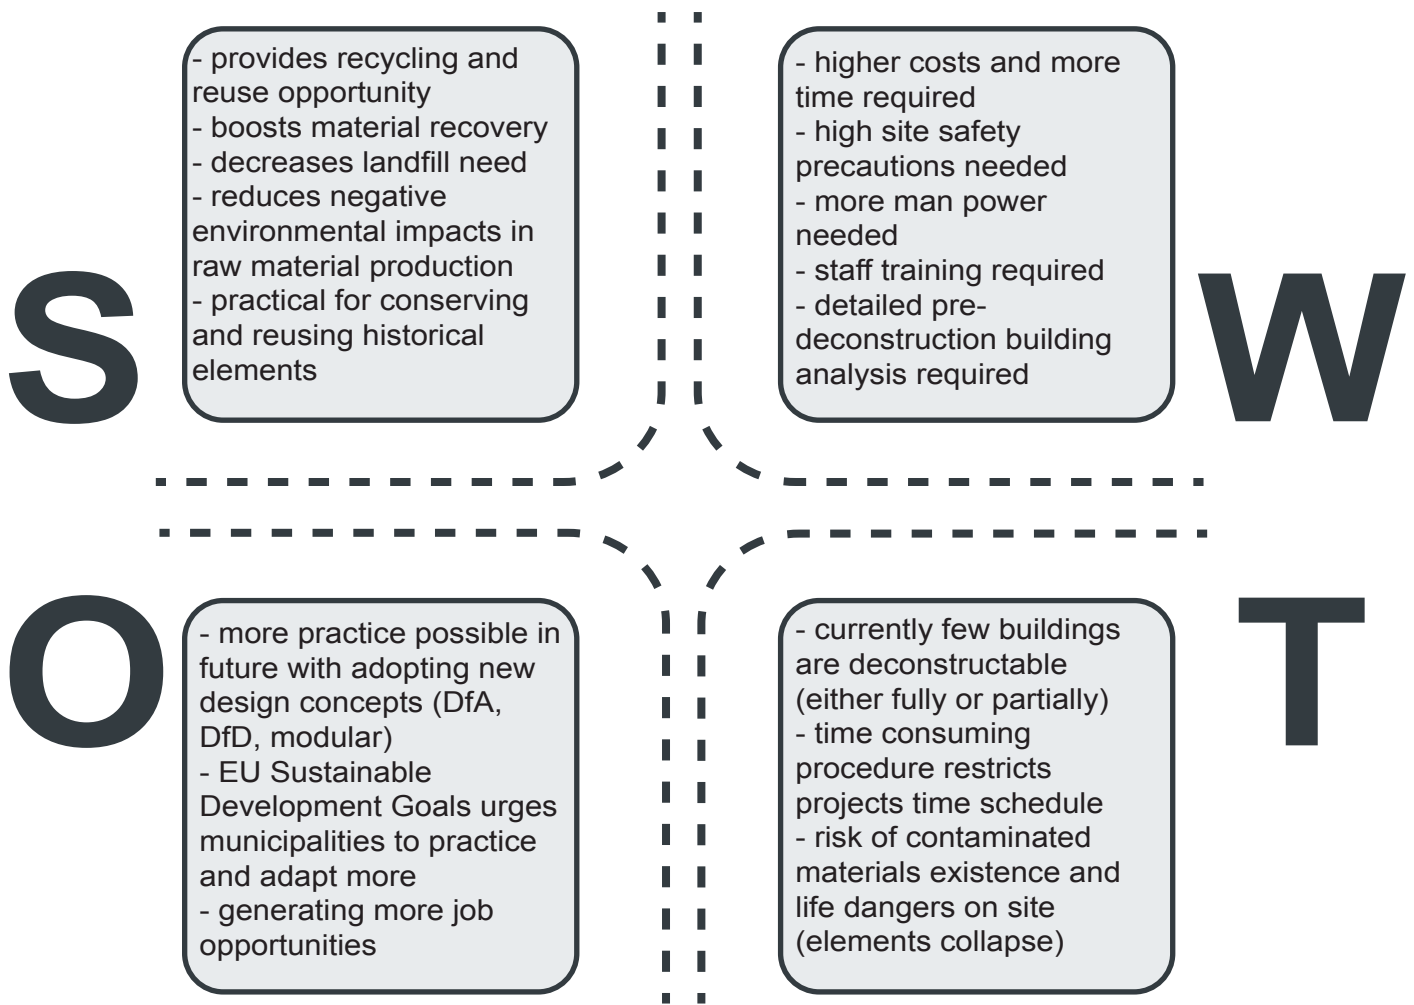 S
- provides recycling and
reuse opportunity
- boosts material recovery
- decreases landfill need
- reduces negative
environmental impacts in
raw material production
- practical for conserving
and reusing historical
elements
W
- higher costs and more
time required
- high site safety
precautions needed
- more man power
needed
- staff training required
- detailed pre-
deconstruction building
analysis required
O
- more practice possible in
future with adopting new
design concepts (DfA,
DfD, modular)
- EU Sustainable
Development Goals urges
municipalities to practice
and adapt more
- generating more job
opportunities
T
- currently few buildings
are deconstructable
(either fully or partially)
- time consuming
procedure restricts
projects time schedule
- risk of contaminated
materials existence and
life dangers on site
(elements collapse)